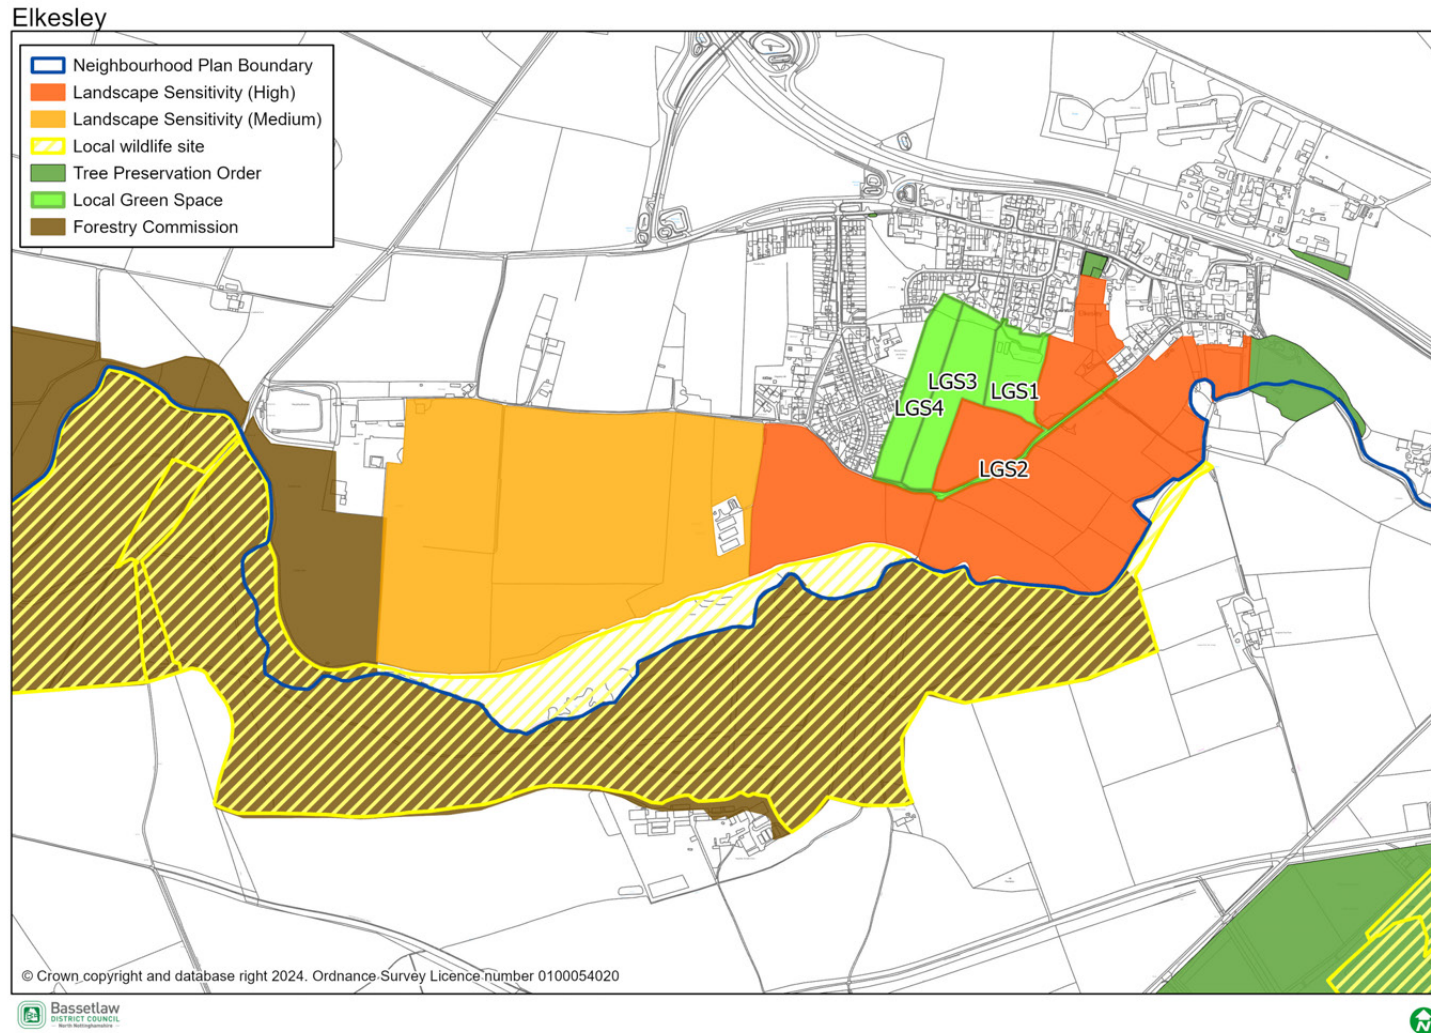 Elkesley
Neighbourhood Plan Boundary
Landscape Sensitivity (High)
Landscape Sensitivity (Medium)
Local wildlife site
Tree Preservation Order
Local Green Space
Forestry Commission
LGS3
LGS1
LGS4
LGS2
© Crown copyright and database right 2024. Ordnance Survey Licence number 0100054020
Bassetlaw
DISTRICT COUNCIL
North Nottinghamshire
N